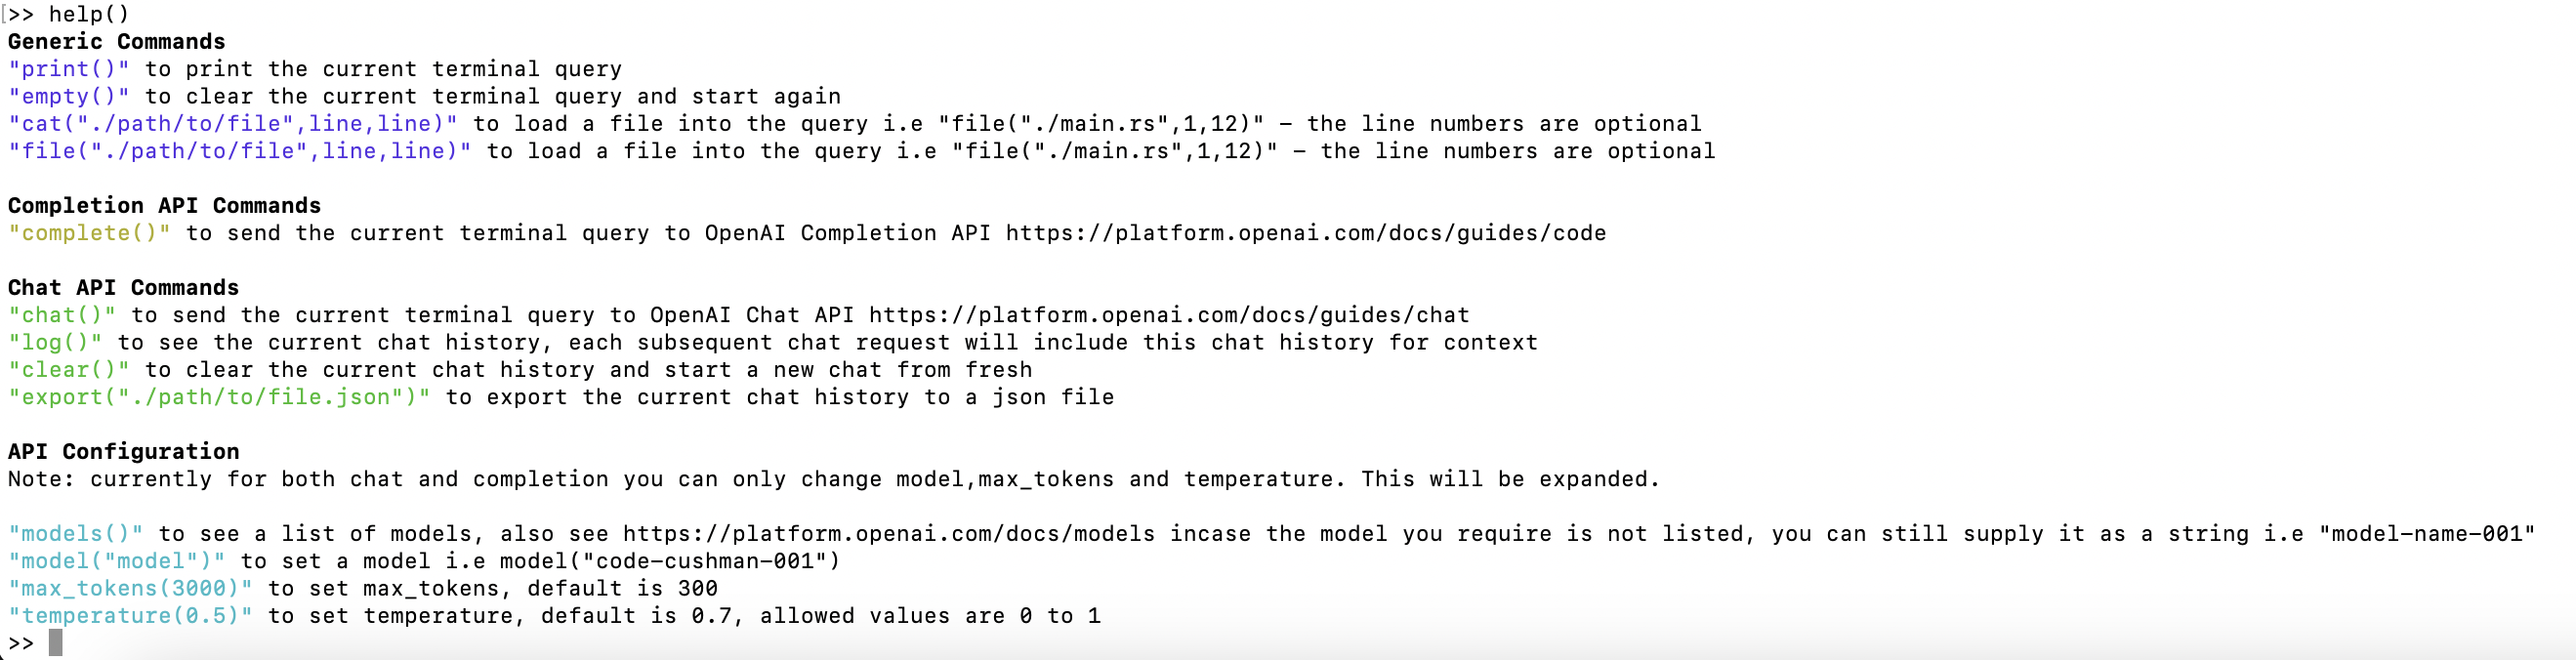 >> help()
Generic Commands
"print()" to print the current terminal query
"empty()" to clear the current terminal query and start again
"cat("./path/to/file",line,line)" to load a file into the query i.e "file("./main.rs",1,12)" – the line numbers are optional
"file("./path/to/file",line,line)" to load a file into the query i.e "file("./main.rs",1,12)" – the line numbers are optional
Completion API Commands
"complete()" to send the current terminal query to OpenAI Completion API https://platform.openai.com/docs/guides/code
Chat API Commands
"chat()" to send the current terminal query to OpenAI Chat API https://platform.openai.com/docs/guides/chat
"log()" to see the current chat history, each subsequent chat request will include this chat history for context
"clear()" to clear the current chat history and start a new chat from fresh
"export("./path/to/file.json")" to export the current chat history to a json file
API Configuration
Note: currently for both chat and completion you can only change model,max_tokens and temperature. This will be expanded.
"models()" to see a list of models, also see https://platform.openai.com/docs/models incase the model you require is not listed, you can still supply it as a string i.e "model-name-001"
"model("model")" to set a model i.e model("code-cushman-001")
"max_tokens(3000)" to set max_tokens, default is 300
"temperature(0.5)" to set temperature, default is 0.7, allowed values are 0 to 1
>>